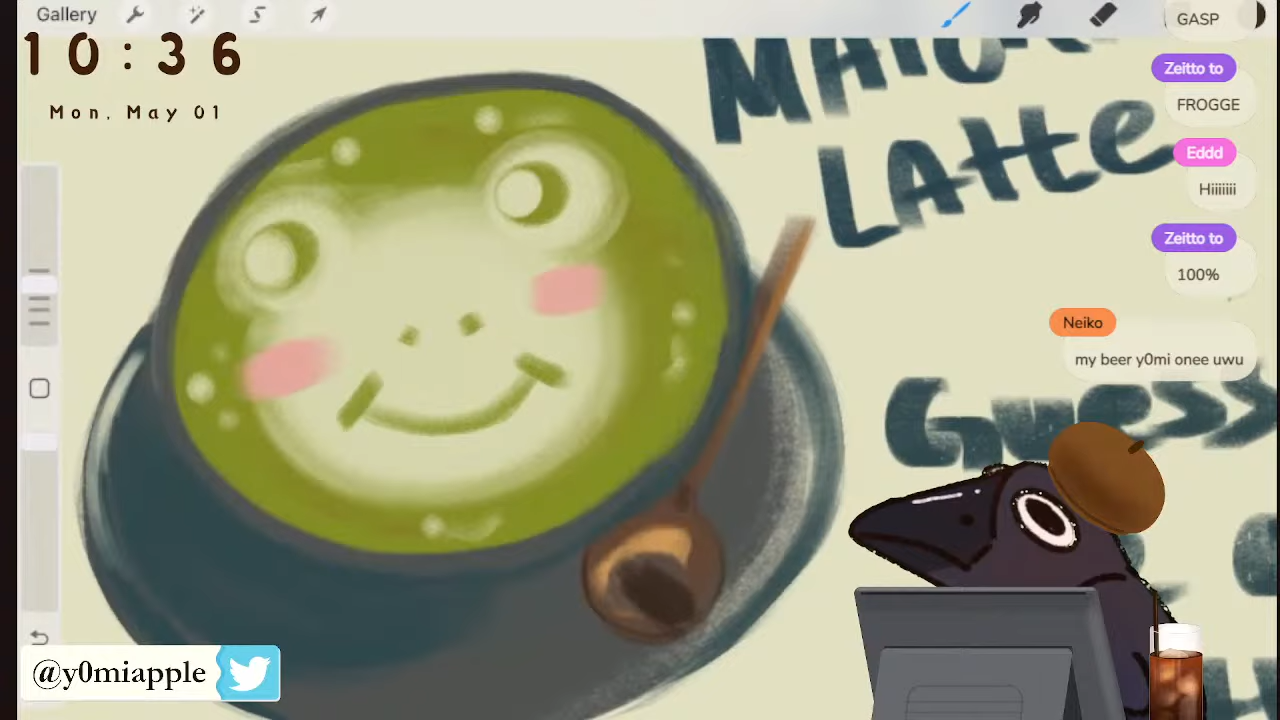 Gallery
10:36
Mon, May 01
Latte
Guess
GASP
Zeitto to
FROGGE
Eddd
Hiiiiiii
Zeitto to
100%
Neiko
my beer y0mi onee uwu
@y0miapple